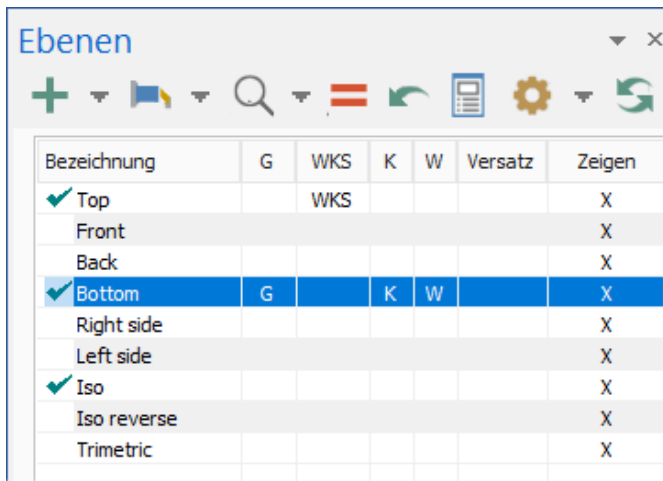 Ebenen
Bezeichnung G WKS K W Versatz Zeigen
Top WKS X
Front X
Back X
Bottom G K W X
Right side X
Left side X
Iso X
Iso reverse X
Trimetric X